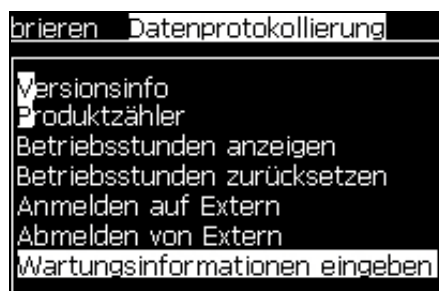 brieren Datenprotokollierung
Versionsinfo
Produktzähler
Betriebsstunden anzeigen
Betriebsstunden zurücksetzen
Anmelden auf Extern
Abmelden von Extern
Wartungsinformationen eingeben